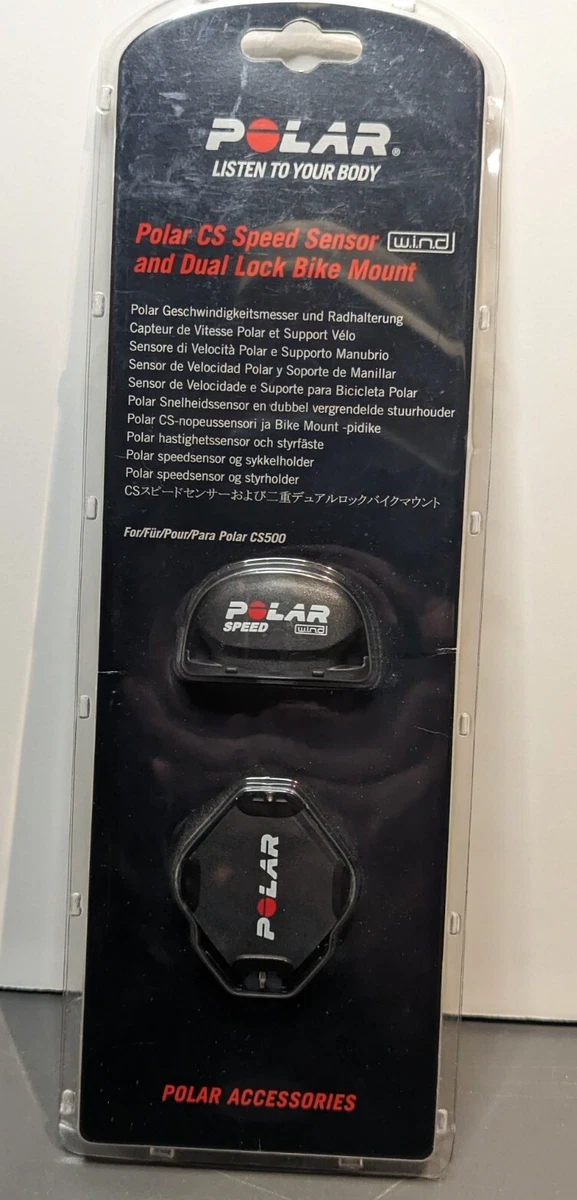 POLAR®
LISTEN TO YOUR BODY
Polar CS Speed Sensor w.i.n.d
and Dual Lock Bike Mount
Polar Geschwindigkeitsmesser und Radhalterung
Capteur de Vitesse Polar et Support Vélo
Sensore di Velocità Polar e Supporto Manubrio
Sensor de Velocidad Polar y Soporte de Manillar
Sensor de Velocidade e Suporte para Bicicleta Polar
Polar Snelheidssensor en dubbel vergrendelde stuurhouder
Polar CS-nopeussensori ja Bike Mount -pidike
Polar hastighetssensor och styrfäste
Polar speedsensor og sykkelholder
Polar speedsensor og styrholder
CSスピードセンサーおよび二重デュアルロックバイクマウント
For/Für/Pour/Para Polar CS500
POLAR
SPEED w.i.n.d
POLAR
POLAR ACCESSORIES